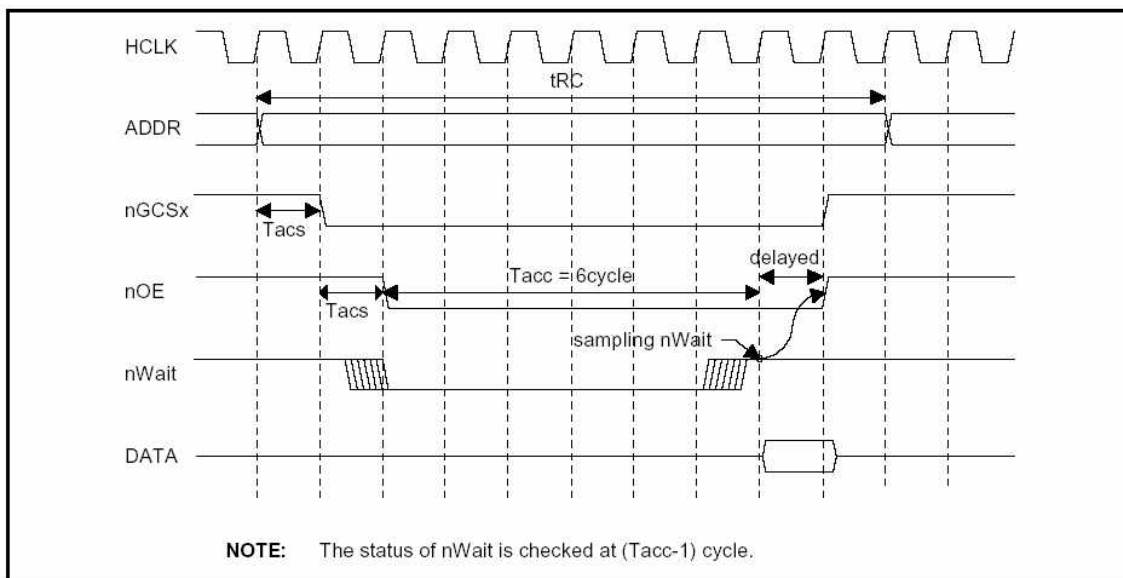 HCLK
tRC
ADDR
nGCSx
Tacs
delayed
Tacc = 6cycle
nOE
Tacs
sampling nWait
nWait
DATA
NOTE: The status of nWait is checked at (Tacc-1) cycle.